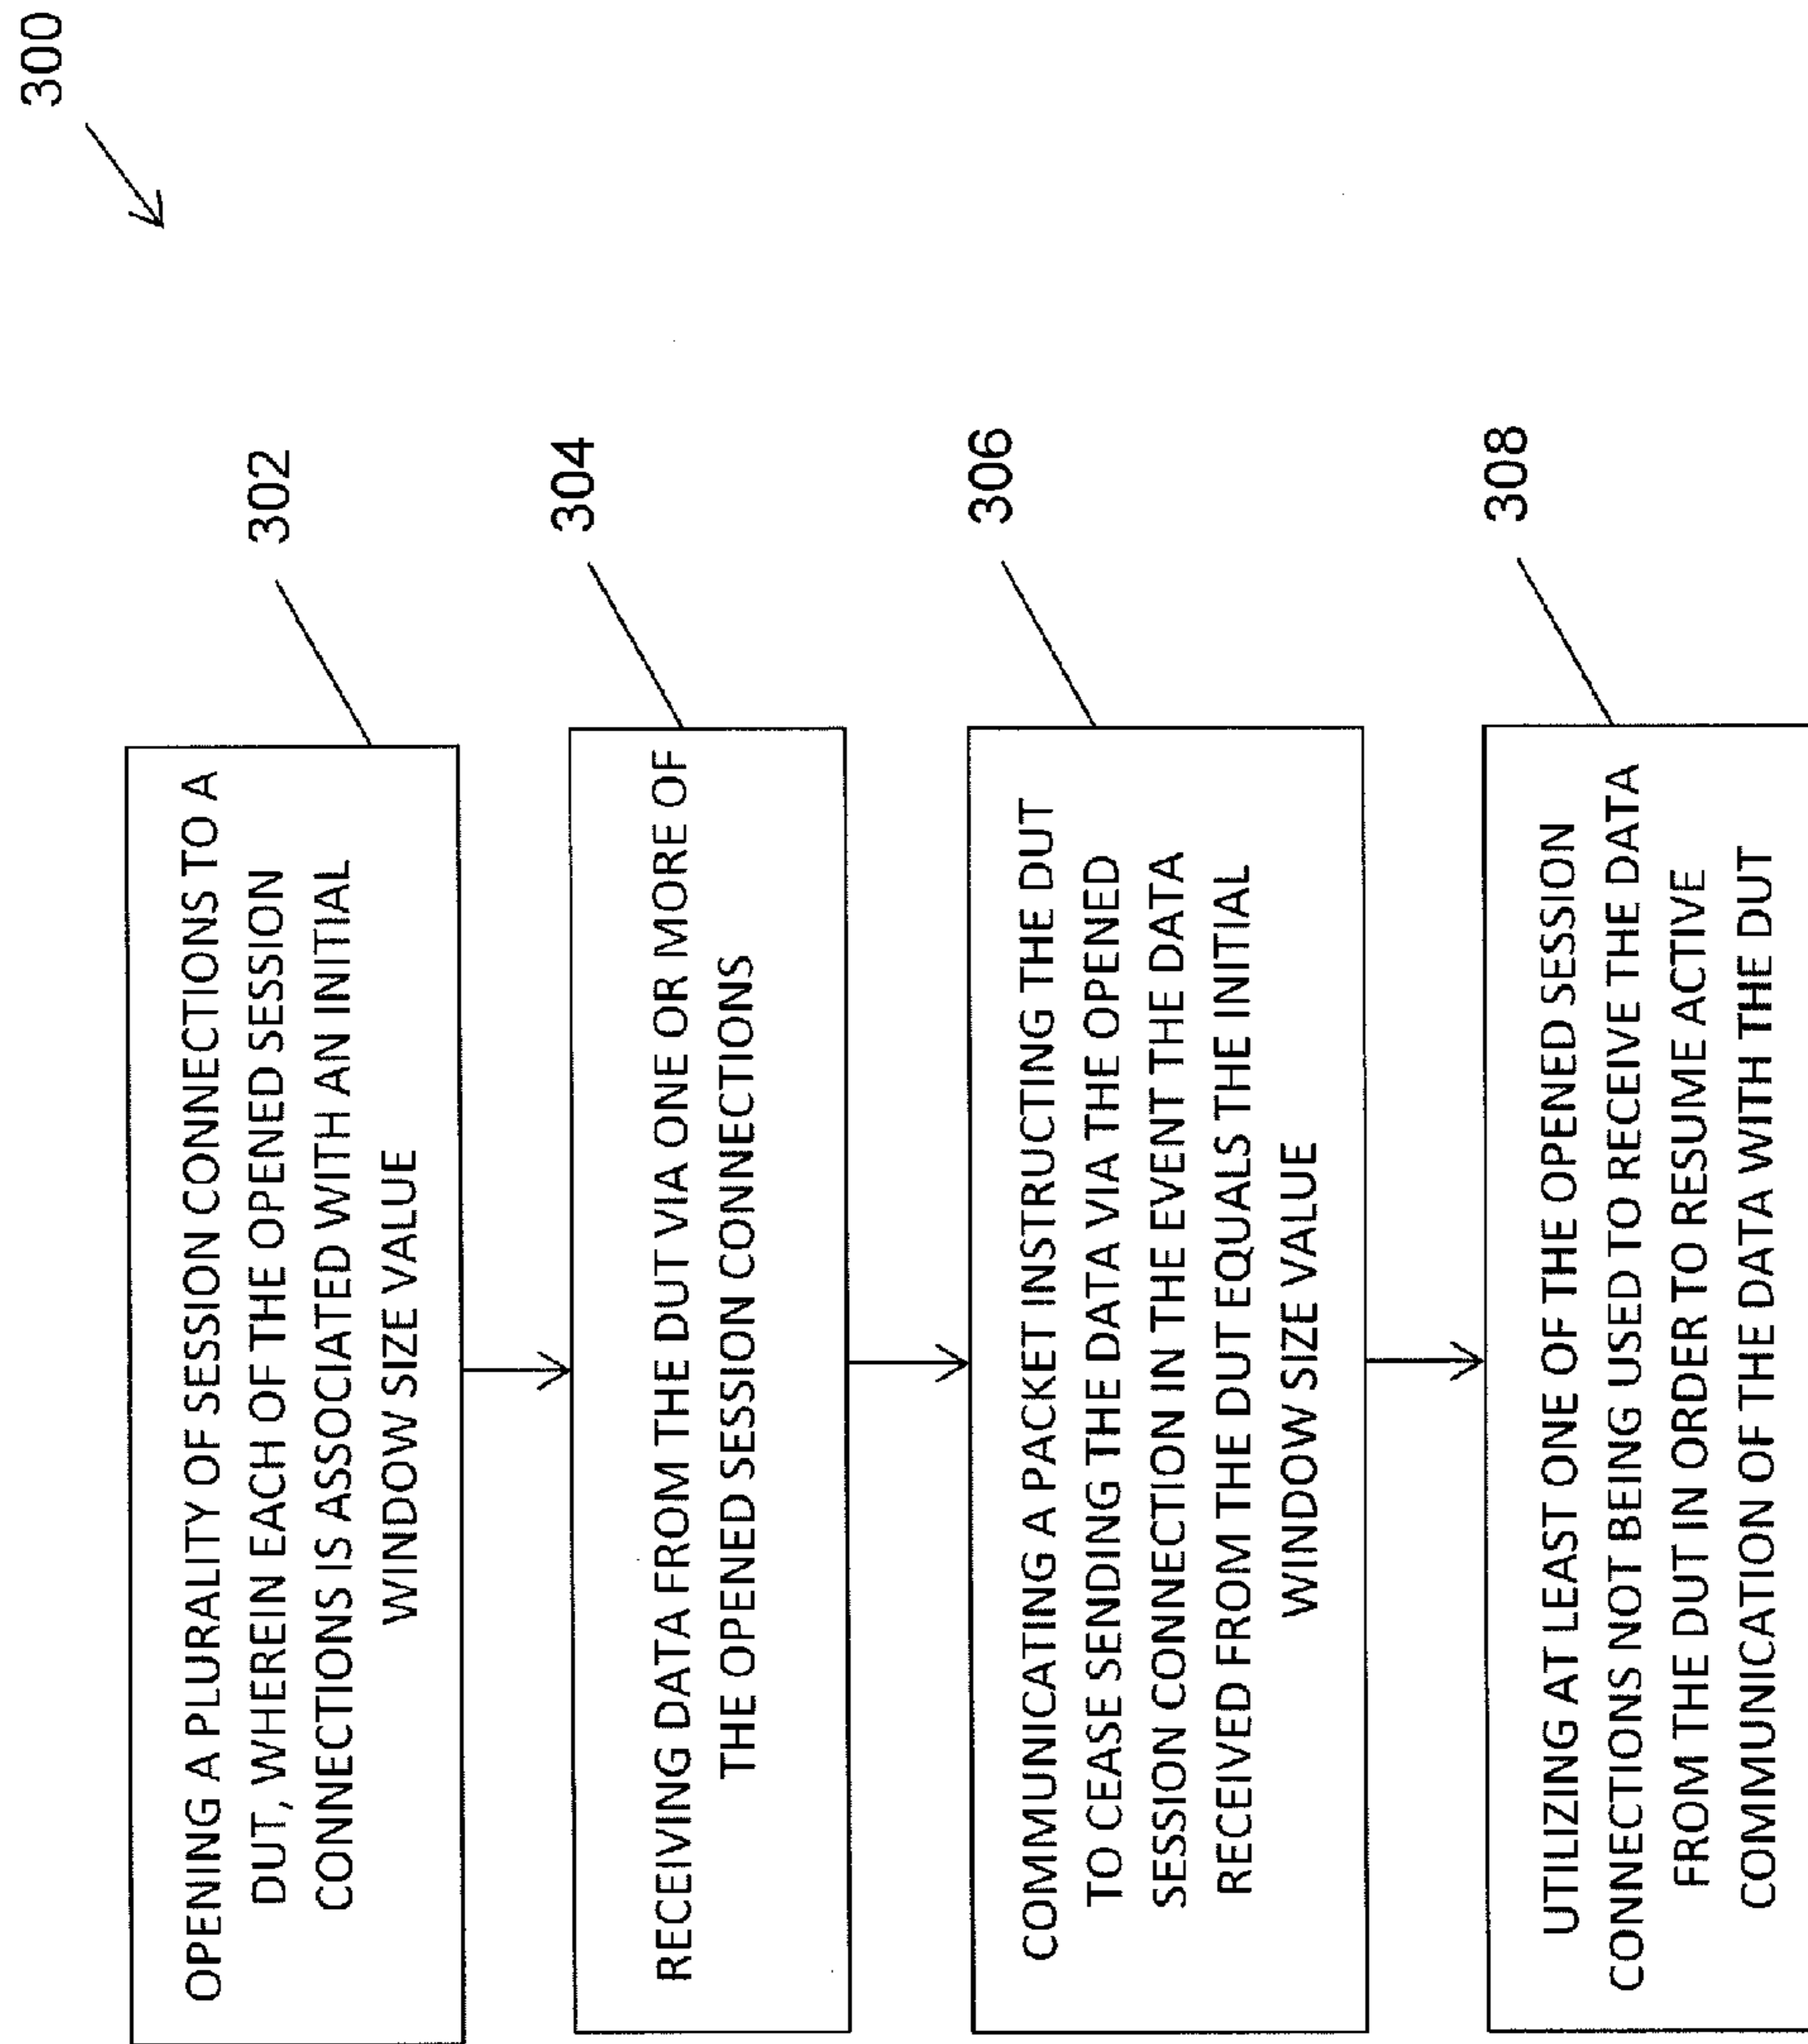 300
302
OPENING A PLURALITY OF SESSION CONNECTIONS TO A
DUT, WHEREIN EACH OF THE OPENED SESSION
CONNECTIONS IS ASSOCIATED WITH AN INITIAL
WINDOW SIZE VALUE
304
RECEIVING DATA FROM THE DUT VIA ONE OR MORE OF
THE OPENED SESSION CONNECTIONS
306
COMMUNICATING A PACKET INSTRUCTING THE DUT
TO CEASE SENDING THE DATA VIA THE OPENED
SESSION CONNECTION IN THE EVENT THE DATA
RECEIVED FROM THE DUT EQUALS THE INITIAL
WINDOW SIZE VALUE
308
UTILIZING AT LEAST ONE OF THE OPENED SESSION
CONNECTIONS NOT BEING USED TO RECEIVE THE DATA
FROM THE DUT IN ORDER TO RESUME ACTIVE
COMMUNICATION OF THE DATA WITH THE DUT